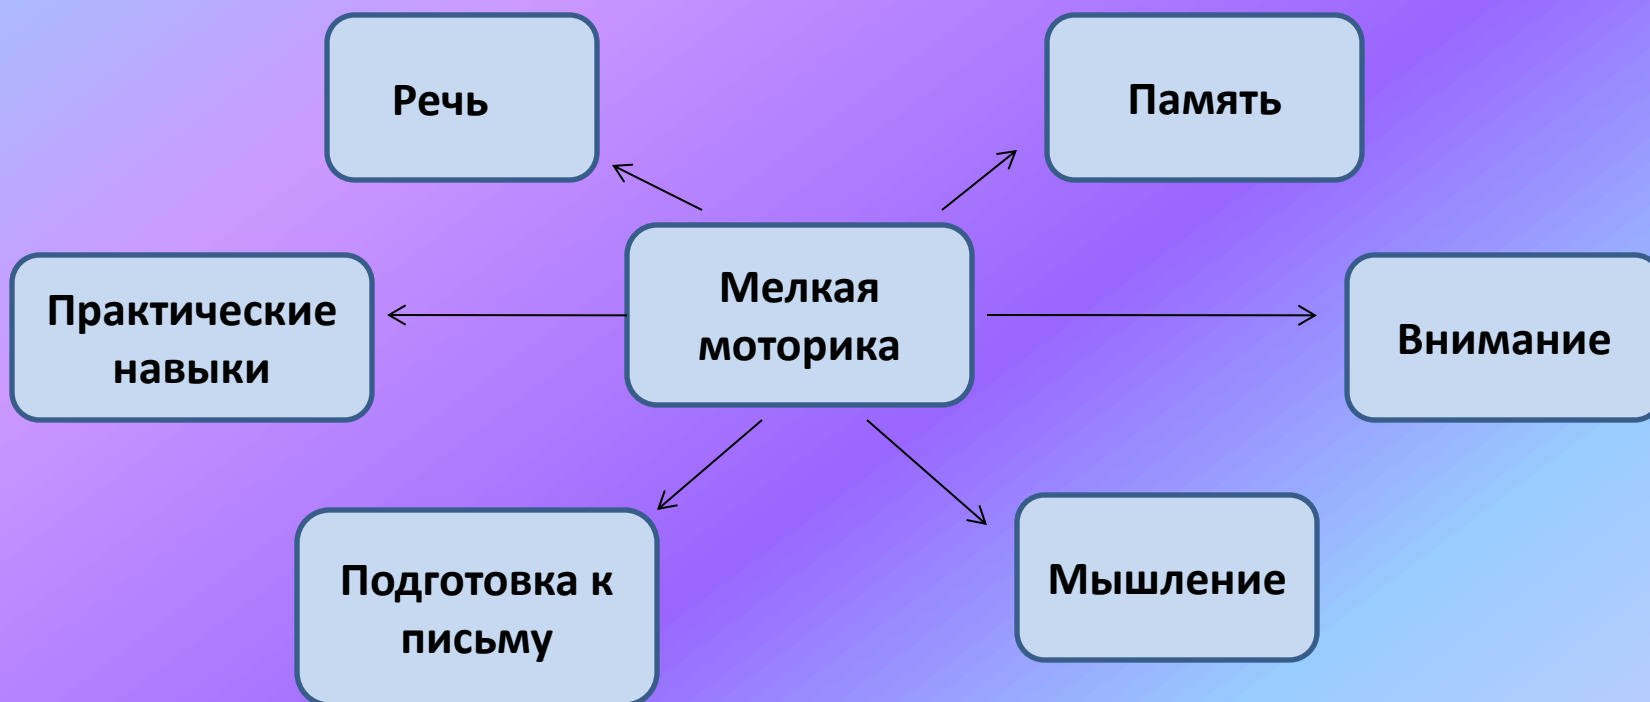 Речь
Память
Мелкая
моторика
Практические
навыки
Внимание
Подготовка к
письму
Мышление